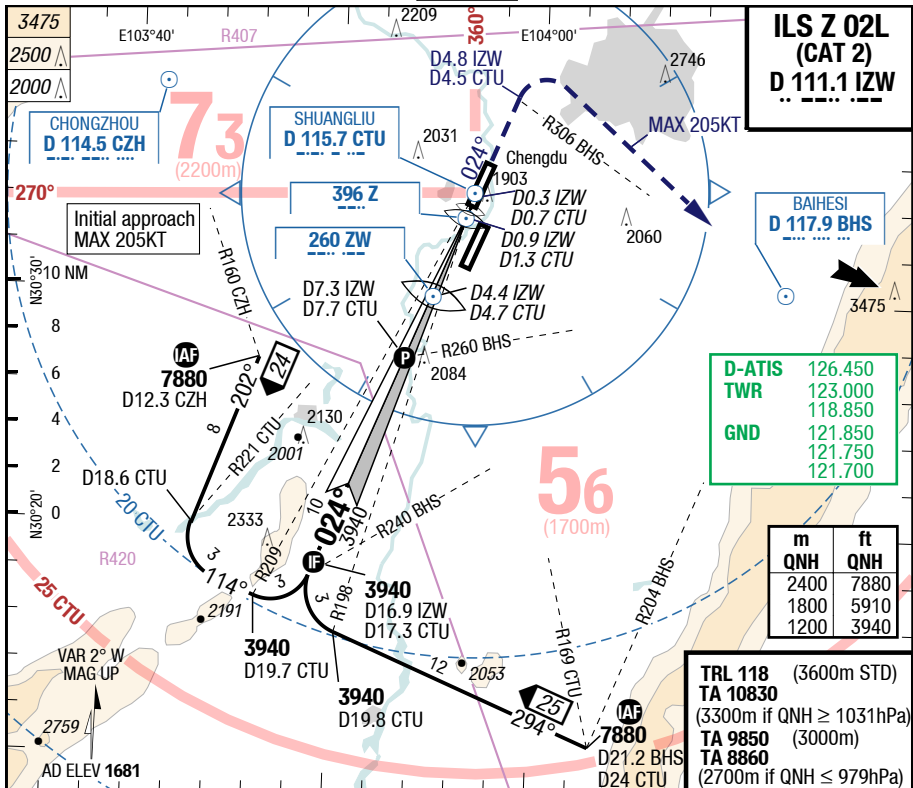 3475
2500
2000
E103°40'
R407
2209
360°
E104°00'
2746
ILS Z 02L
(CAT 2)
D 111.1 IZW
D4.8 IZW
D4.5 CTU
CHONGZHOU
D 114.5 CZH
73
(2200m)
SHUANGLIU
D 115.7 CTU
2031
024°
R306 BHS
MAX 205KT
Chengdu
1903
270°
396 Z
D0.3 IZW
D0.7 CTU
BAIHESI
D 117.9 BHS
Initial approach
MAX 205KT
260 ZW
D0.9 IZW
D1.3 CTU
2060
R160 CZH
N30°30'
10 NM
D7.3 IZW
D7.7 CTU
D4.4 IZW
D4.7 CTU
3475
8
R260 BHS
P
2084
IAF
7880
D12.3 CZH
24
6
202°
D-ATIS 126.450
TWR 123.000
118.850
GND 121.850
121.750
121.700
4
8
R221 CTU
2130
2001
2
D18.6 CTU
56
(1700m)
0
N30°20'
20 CTU
10
024°
3940
R240 BHS
2333
R209
R420
3
114°
3
IF
3940
D16.9 IZW
D17.3 CTU
R198
3
m ft
QNH QNH
2400 7880
1800 5910
1200 3940
25 CTU
2191
3940
D19.7 CTU
R204 BHS
R169 CTU
VAR 2° W
MAG UP
12
2053
3940
D19.8 CTU
25
294°
IAF
7880
D21.2 BHS
D24 CTU
2759
AD ELEV 1681
TRL 118 (3600m STD)
TA 10830
(3300m if QNH ≥ 1031hPa)
TA 9850 (3000m)
TA 8860
(2700m if QNH ≤ 979hPa)